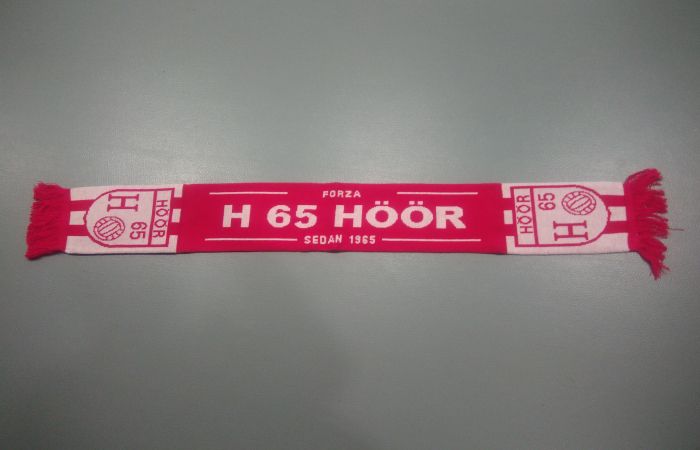 FORZA
H 65 HÖÖR
SEDAN 1965
HÖÖR
H 65
HÖÖR
H 65